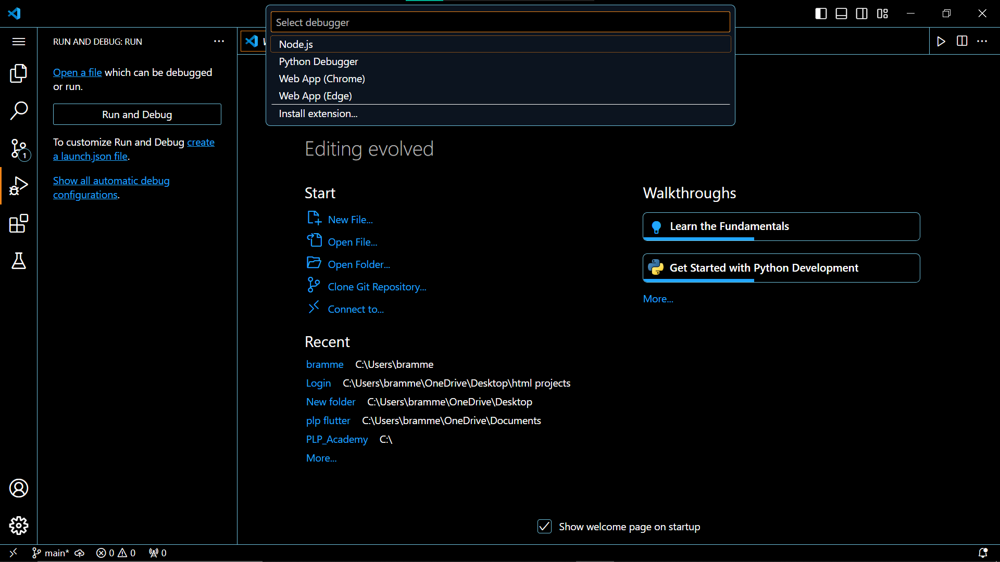 Select debugger
Node.js
Python Debugger
Web App (Chrome)
Web App (Edge)
Install extension...
RUN AND DEBUG: RUN
Open a file which can be debugged
or run.
Run and Debug
To customize Run and Debug create
a launch.json file.
Show all automatic debug
configurations.
1
Editing evolved
Start
New File...
Open File...
Open Folder...
Clone Git Repository...
Connect to...
Recent
bramme C:\Users\bramme
Login C:\Users\bramme\OneDrive\Desktop\html projects
New folder C:\Users\bramme\OneDrive\Desktop
plp flutter C:\Users\bramme\OneDrive\Documents
PLP_Academy C:\
More...
Walkthroughs
Learn the Fundamentals
Get Started with Python Development
More...
Show welcome page on startup
main* 0 0 0